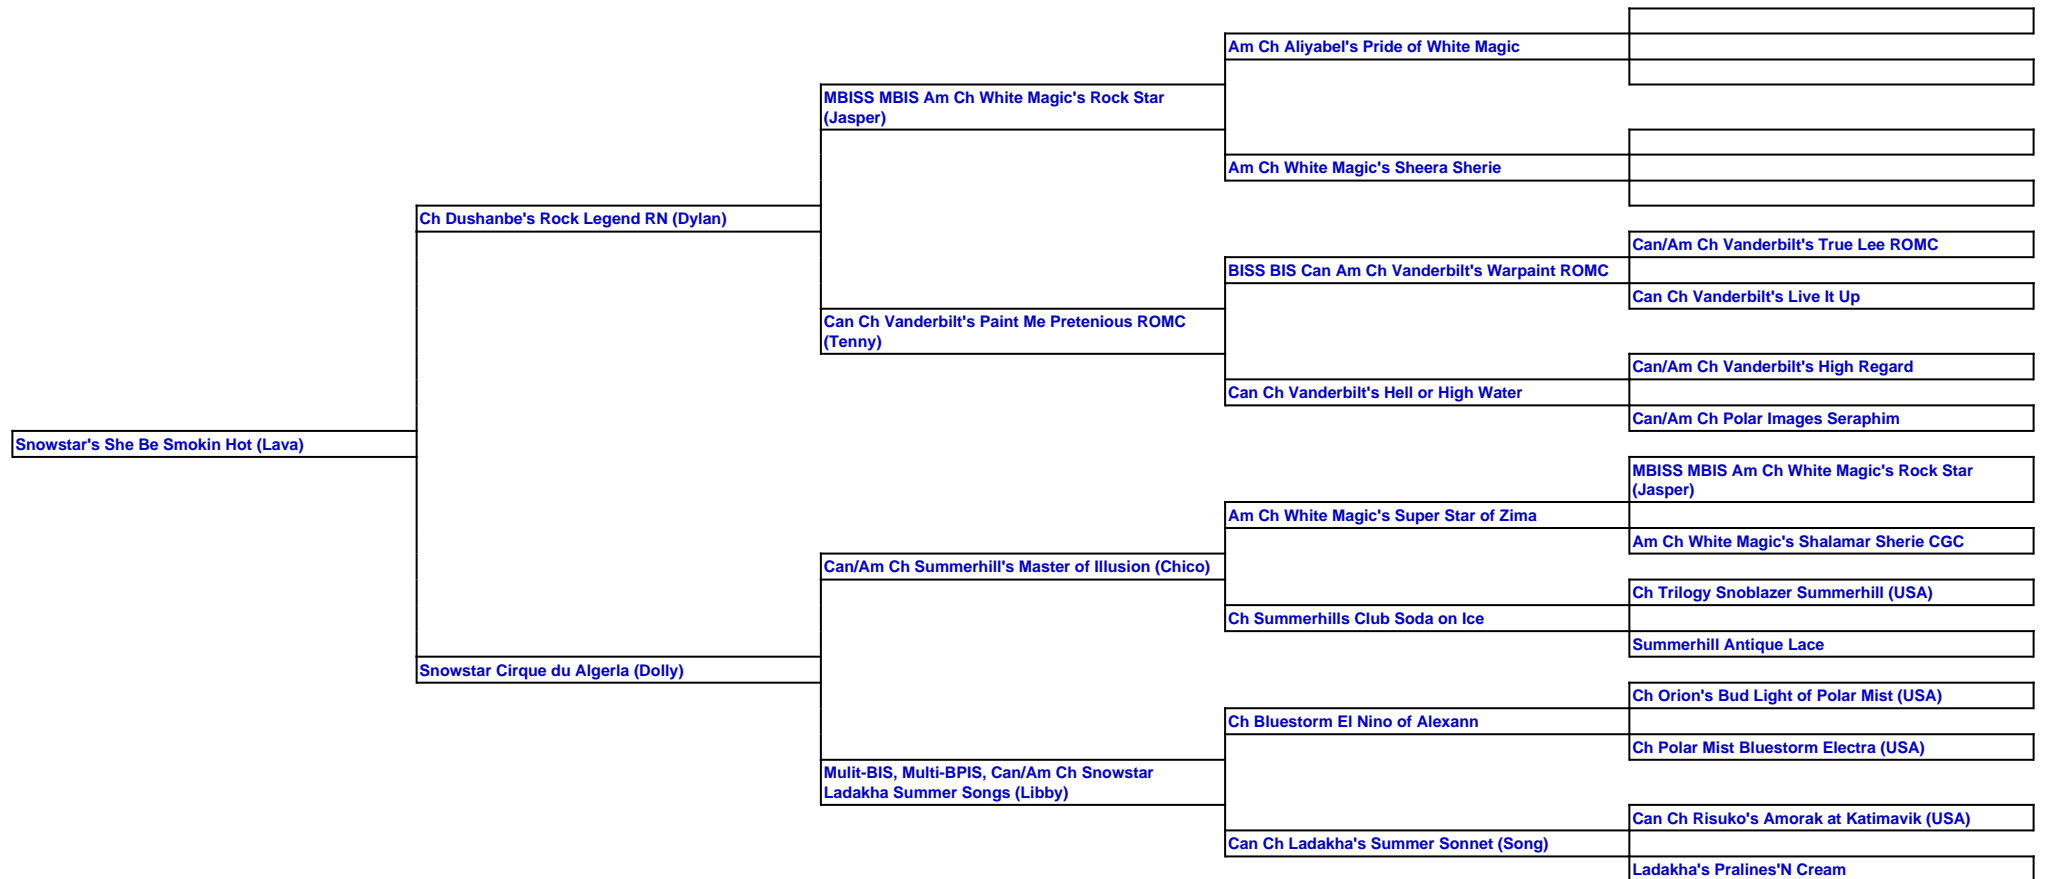 Am Ch Aliyabel's Pride of White Magic
MBISS MBIS Am Ch White Magic's Rock Star
(Jasper)
Am Ch White Magic's Sheera Sherie
Ch Dushanbe's Rock Legend RN (Dylan)
Can/Am Ch Vanderbilt's True Lee ROMC
BISS BIS Can Am Ch Vanderbilt's Warpaint ROMC
Can Ch Vanderbilt's Live It Up
Can Ch Vanderbilt's Paint Me Pretenious ROMC
(Tenny)
Can/Am Ch Vanderbilt's High Regard
Can Ch Vanderbilt's Hell or High Water
Can/Am Ch Polar Images Seraphim
Snowstar's She Be Smokin Hot (Lava)
MBISS MBIS Am Ch White Magic's Rock Star
(Jasper)
Am Ch White Magic's Super Star of Zima
Am Ch White Magic's Shalamar Sherie CGC
Can/Am Ch Summerhill's Master of Illusion (Chico)
Ch Trilogy Snoblazer Summerhill (USA)
Ch Summerhills Club Soda on Ice
Summerhill Antique Lace
Snowstar Cirque du Algerla (Dolly)
Ch Orion's Bud Light of Polar Mist (USA)
Ch Bluestorm El Nino of Alexann
Ch Polar Mist Bluestorm Electra (USA)
Mulit-BIS, Multi-BPIS, Can/Am Ch Snowstar
Ladakha Summer Songs (Libby)
Can Ch Risuko's Amorak at Katimavik (USA)
Can Ch Ladakha's Summer Sonnet (Song)
Ladakha's Pralines'N Cream